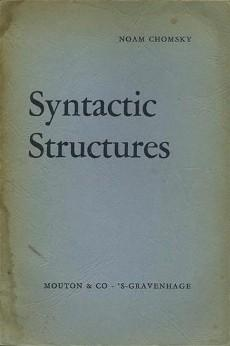 NOAM CHOMSKY
Syntactic
Structures
MOUTON & CO - 'S-GRAVENHAGE